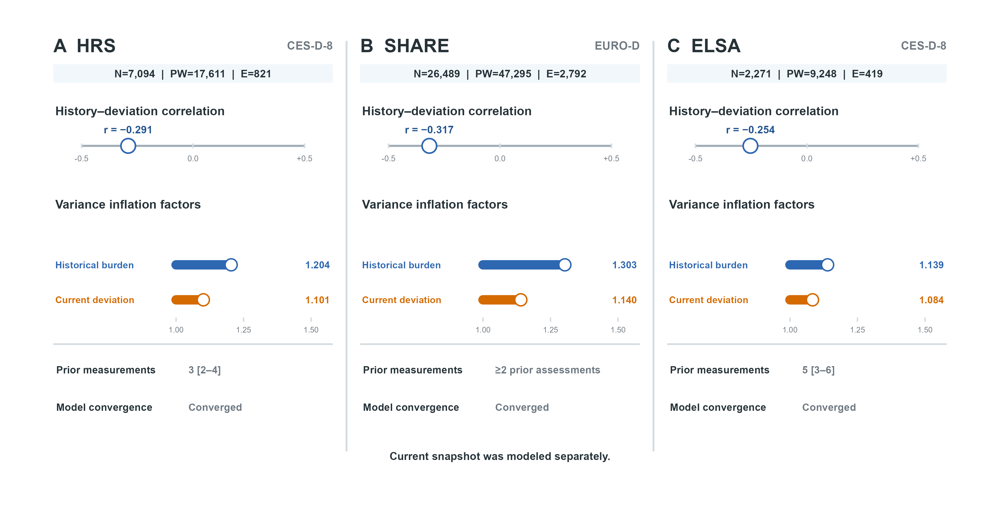 A HRS
CES-D-8
N=7,094 | PW=17,611 | E=821
History–deviation correlation
r = −0.291
-0.5 0.0 +0.5
Variance inflation factors
Historical burden 1.204
Current deviation 1.101
1.00 1.25 1.50
Prior measurements 3 [2–4]
Model convergence Converged
B SHARE
EURO-D
N=26,489 | PW=47,295 | E=2,792
History–deviation correlation
r = −0.317
-0.5 0.0 +0.5
Variance inflation factors
Historical burden 1.303
Current deviation 1.140
1.00 1.25 1.50
Prior measurements ≥2 prior assessments
Model convergence Converged
C ELSA
CES-D-8
N=2,271 | PW=9,248 | E=419
History–deviation correlation
r = −0.254
-0.5 0.0 +0.5
Variance inflation factors
Historical burden 1.139
Current deviation 1.084
1.00 1.25 1.50
Prior measurements 5 [3–6]
Model convergence Converged
Current snapshot was modeled separately.